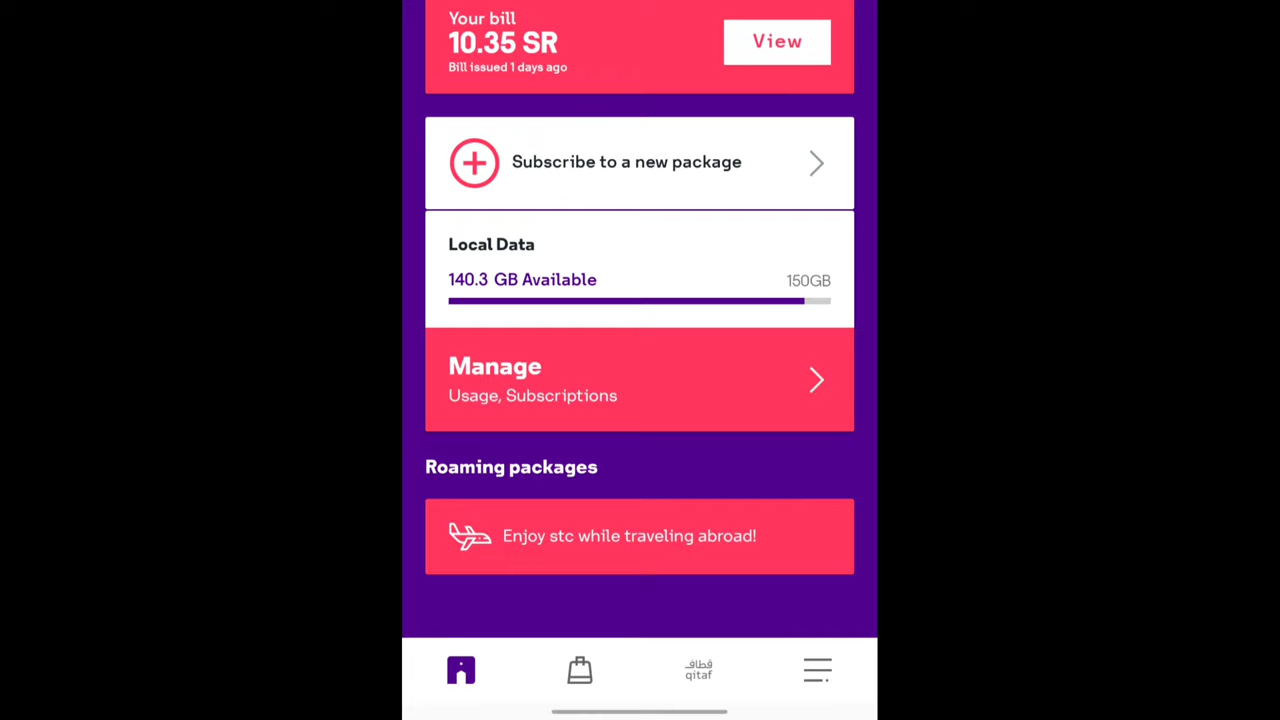 Your bill
10.35 SR
Bill issued 1 days ago
View
Subscribe to a new package
Local Data
140.3 GB Available
150GB
Manage
Usage, Subscriptions
Roaming packages
Enjoy stc while traveling abroad!
قطاف
qitaf